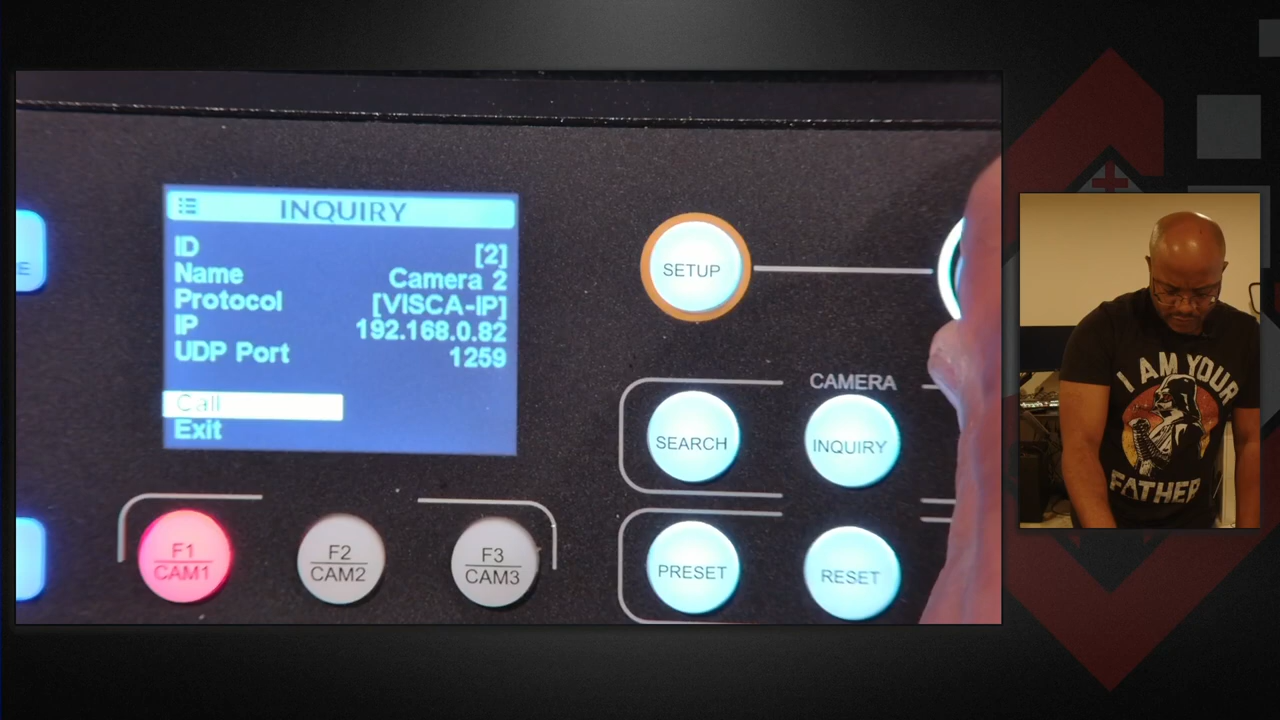 INQUIRY
ID [2]
Name Camera 2
Protocol [VISCA-IP]
IP 192.168.0.82
UDP Port 1259
Call
Exit
E
SETUP
CAMERA
SEARCH
INQUIRY
F1
CAM1
F2
CAM2
F3
CAM3
PRESET
RESET
I AM YOUR
FATHER